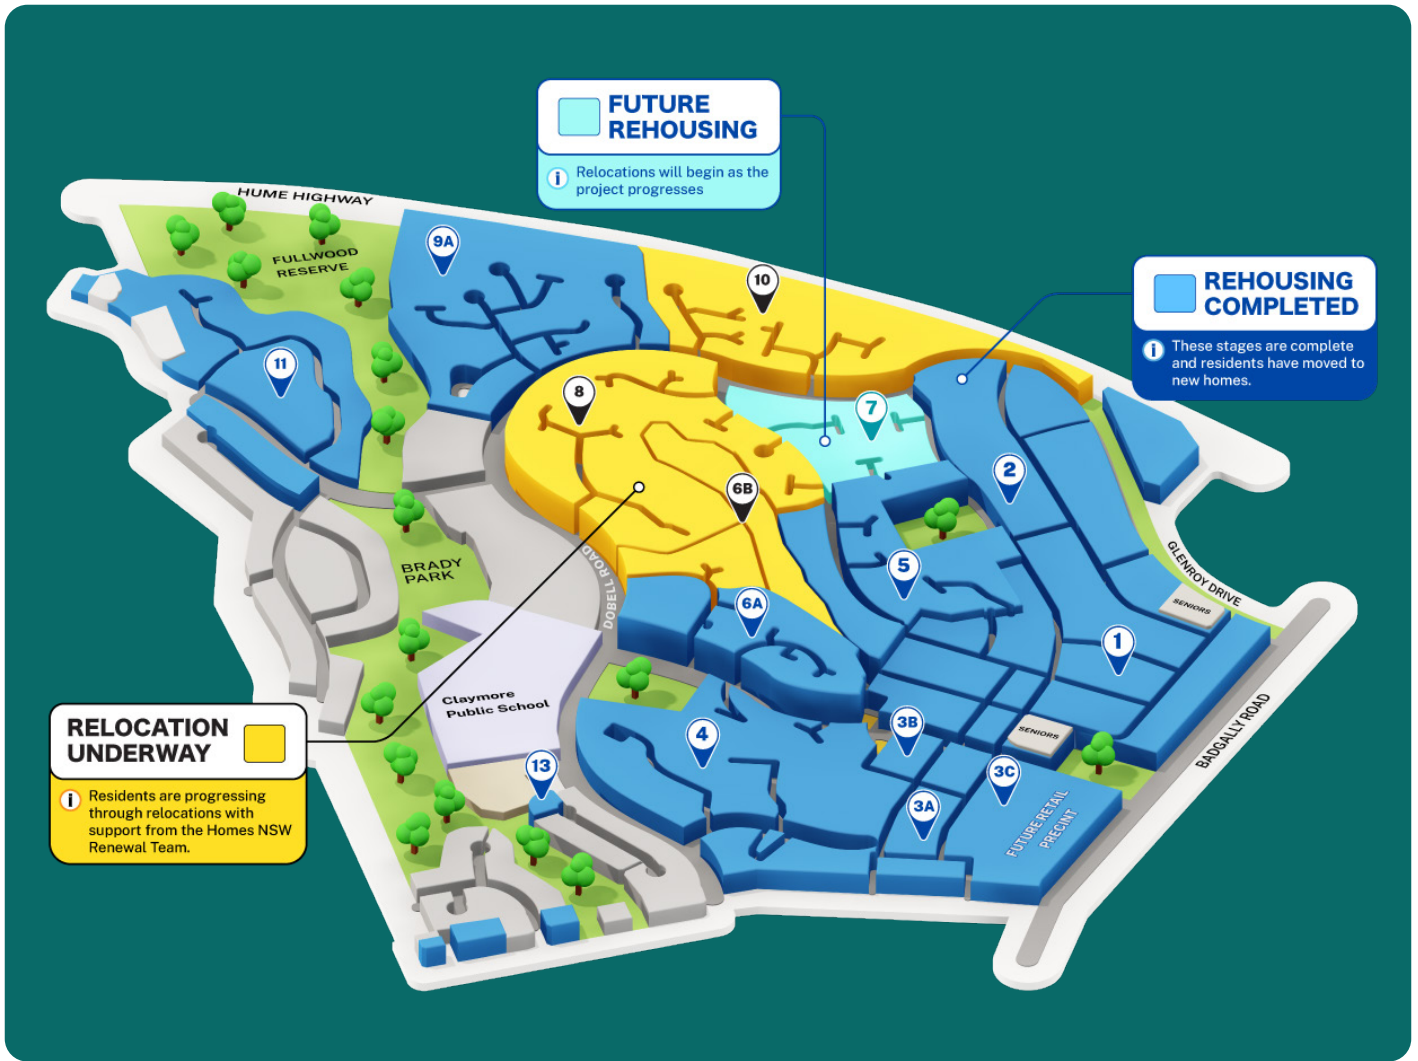 FUTURE
REHOUSING
Relocations will begin as the
project progresses
HUME HIGHWAY
FULLWOOD
RESERVE
9A
10
REHOUSING
COMPLETED
These stages are complete
and residents have moved to
new homes.
11
8
7
2
6B
BRADY
PARK
DOBELL ROAD
5
GLENROY DRIVE
SENIORS
6A
1
Claymore
Public School
RELOCATION
UNDERWAY
Residents are progressing
through relocations with
support from the Homes NSW
Renewal Team.
4
3B
SENIORS
BADGALLY ROAD
13
3C
3A
FUTURE RETAIL
PRECINT